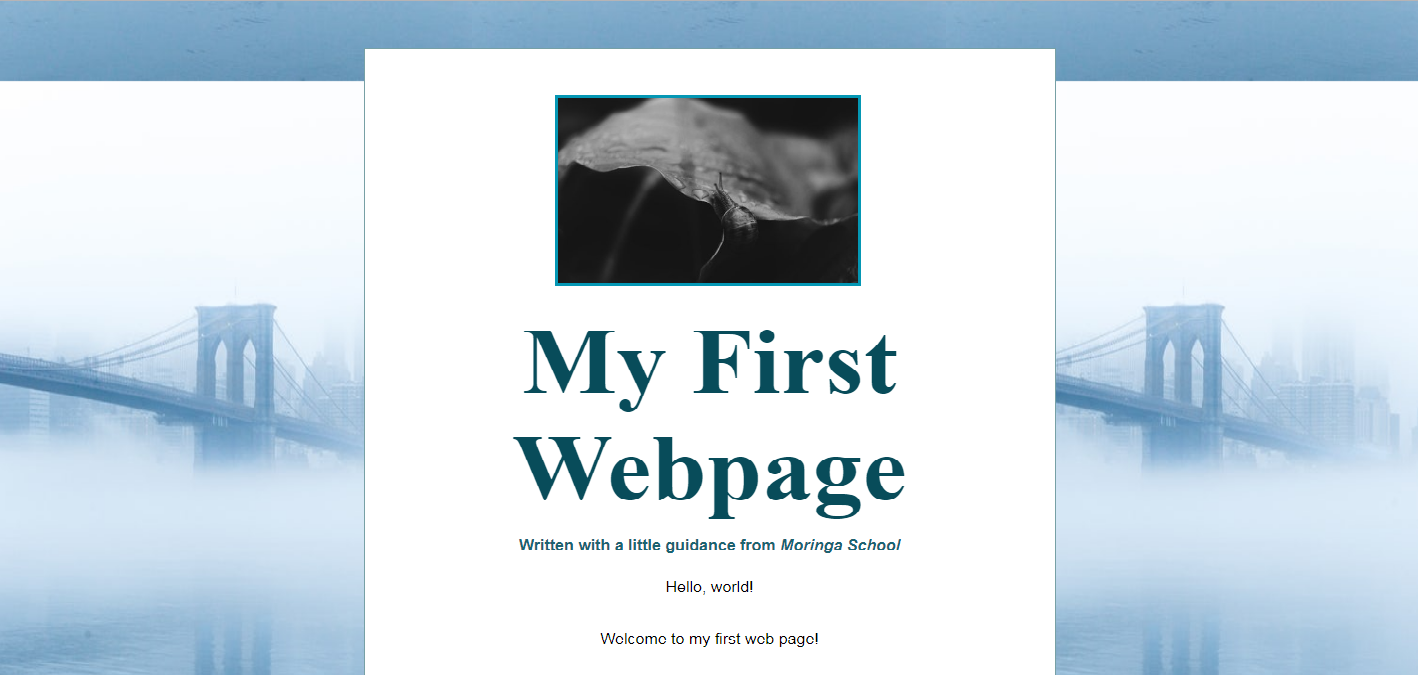 My First
Webpage
Written with a little guidance from Moringa School
Hello, world!
Welcome to my first web page!